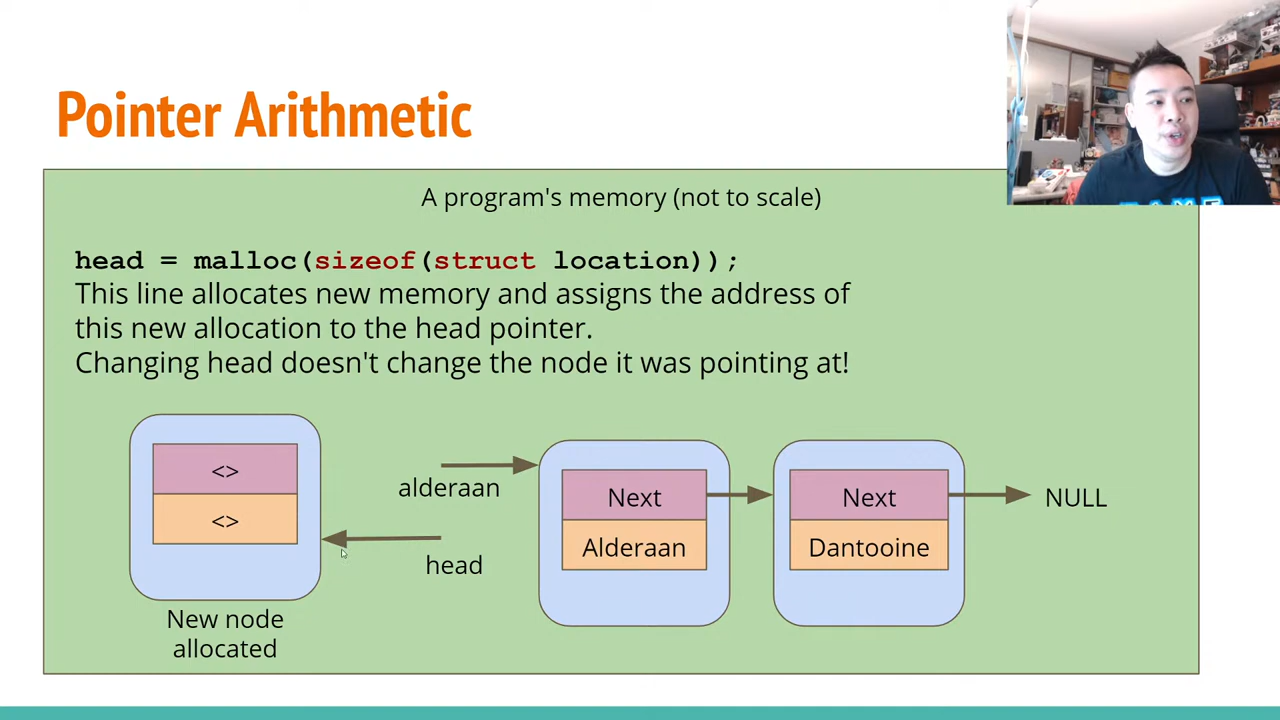 Pointer Arithmetic
A program's memory (not to scale)
head = malloc(sizeof(struct location));
This line allocates new memory and assigns the address of
this new allocation to the head pointer.
Changing head doesn't change the node it was pointing at!
<>
<>
New node
allocated
alderaan
head
Next
Alderaan
Next
Dantooine
NULL